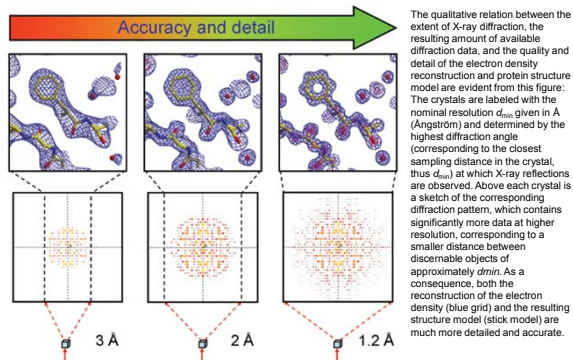 Accuracy and detail
The qualitative relation between the
extent of X-ray diffraction, the
resulting amount of available
diffraction data, and the quality and
detail of the electron density
reconstruction and protein structure
model are evident from this figure:
The crystals are labeled with the
nominal resolution dmin given in Å
(Ångström) and determined by the
highest diffraction angle
(corresponding to the closest
sampling distance in the crystal,
thus dmin) at which X-ray reflections
are observed. Above each crystal is
a sketch of the corresponding
diffraction pattern, which contains
significantly more data at higher
resolution, corresponding to a
smaller distance between
discernable objects of
approximately dmin. As a
consequence, both the
reconstruction of the electron
density (blue grid) and the resulting
structure model (stick model) are
much more detailed and accurate.
3 Å
2 Å
1.2 Å